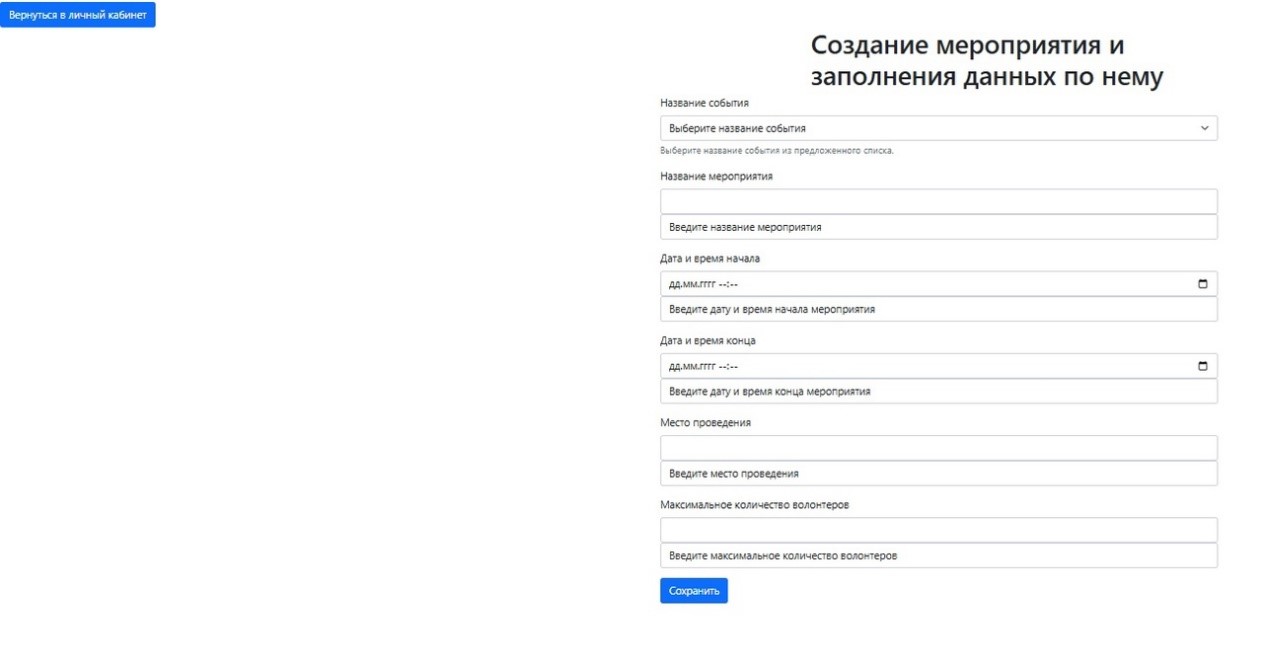 Вернуться в личный кабинет
Создание мероприятия и
заполнения данных по нему
Название события
Выберите название события
Выберите название события из предложенного списка.
Название мероприятия
Введите название мероприятия
Дата и время начала
дд.мм.гггг --:--
Введите дату и время начала мероприятия
Дата и время конца
дд.мм.гггг --:--
Введите дату и время конца мероприятия
Место проведения
Введите место проведения
Максимальное количество волонтеров
Введите максимальное количество волонтеров
Сохранить